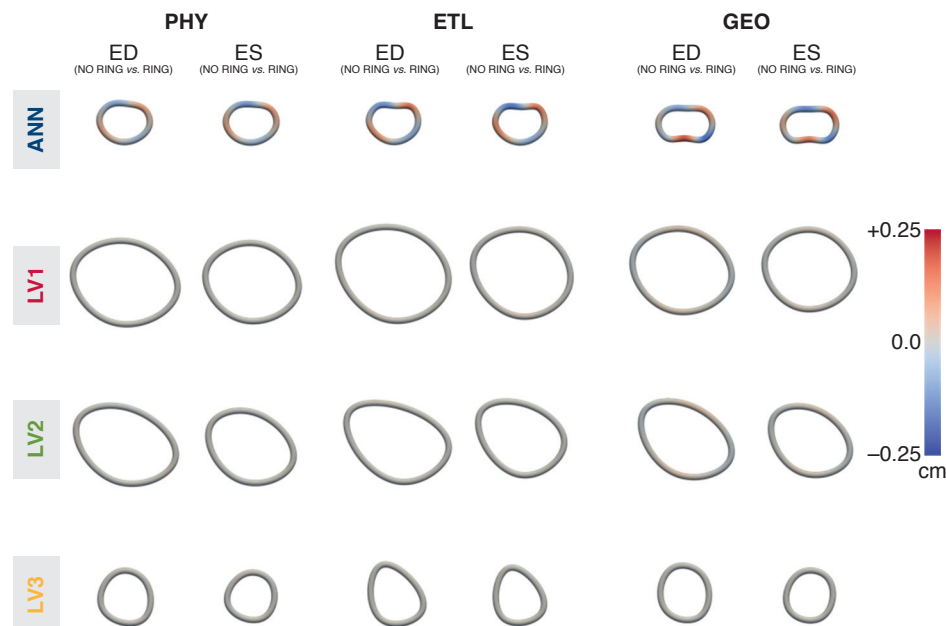 PHY ETL GEO
ED ES ED ES ED ES
(NO RING vs. RING) (NO RING vs. RING) (NO RING vs. RING) (NO RING vs. RING) (NO RING vs. RING) (NO RING vs. RING)
ANN
LV1
+0.25
0.0
LV2
–0.25
cm
LV3